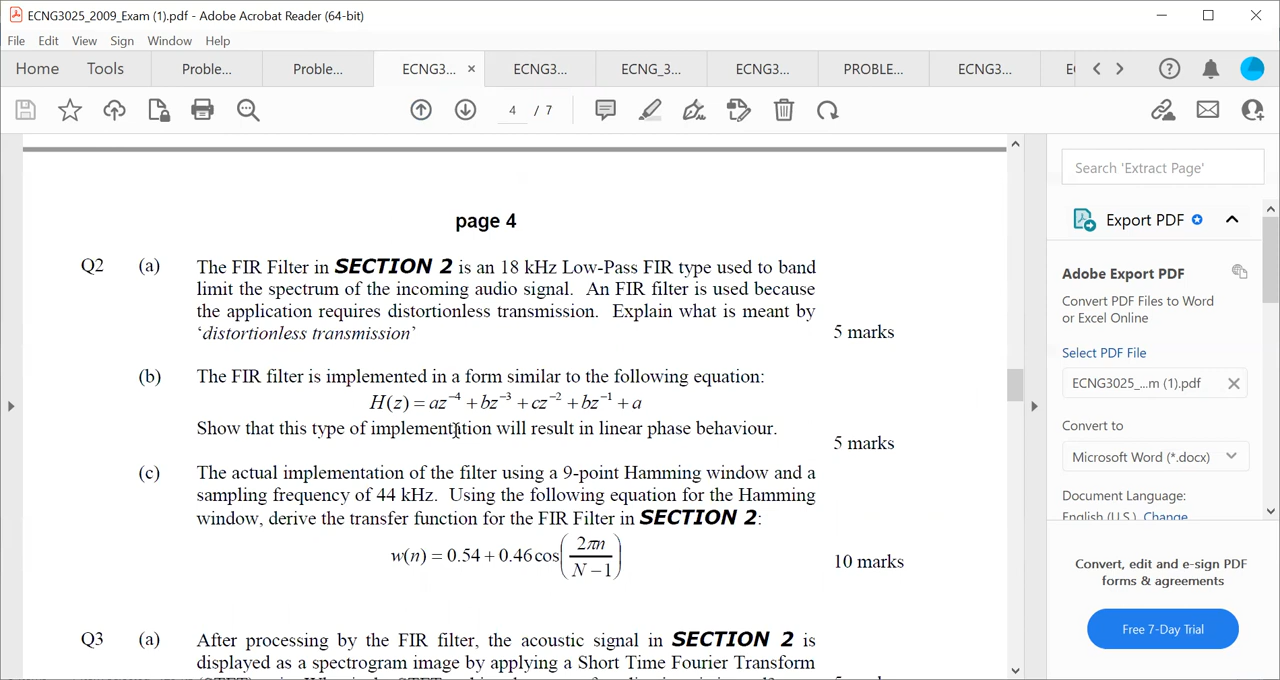 ECNG3025_2009_Exam (1).pdf - Adobe Acrobat Reader (64-bit)
File Edit View Sign Window Help
Home Tools Proble... Proble... ECNG3... × ECNG3... ECNG_3... ECNG3... PROBLE... ECNG3...
4 / 7
page 4
Q2 (a) The FIR Filter in SECTION 2 is an 18 kHz Low-Pass FIR type used to band
limit the spectrum of the incoming audio signal. An FIR filter is used because
the application requires distortionless transmission. Explain what is meant by
‘distortionless transmission’ 5 marks
(b) The FIR filter is implemented in a form similar to the following equation:
H(z) = az⁻⁴ + bz⁻³ + cz⁻² + bz⁻¹ + a
Show that this type of implementation will result in linear phase behaviour.
5 marks
(c) The actual implementation of the filter using a 9-point Hamming window and a
sampling frequency of 44 kHz. Using the following equation for the Hamming
window, derive the transfer function for the FIR Filter in SECTION 2:
w(n) = 0.54 + 0.46cos(2πn / N − 1)
10 marks
Q3 (a) After processing by the FIR filter, the acoustic signal in SECTION 2 is
displayed as a spectrogram image by applying a Short Time Fourier Transform
Search 'Extract Page'
Export PDF
Adobe Export PDF
Convert PDF Files to Word
or Excel Online
Select PDF File
ECNG3025_...m (1).pdf
Convert to
Microsoft Word (*.docx)
Document Language:
English (U.S.) Change
Convert, edit and e-sign PDF
forms & agreements
Free 7-Day Trial